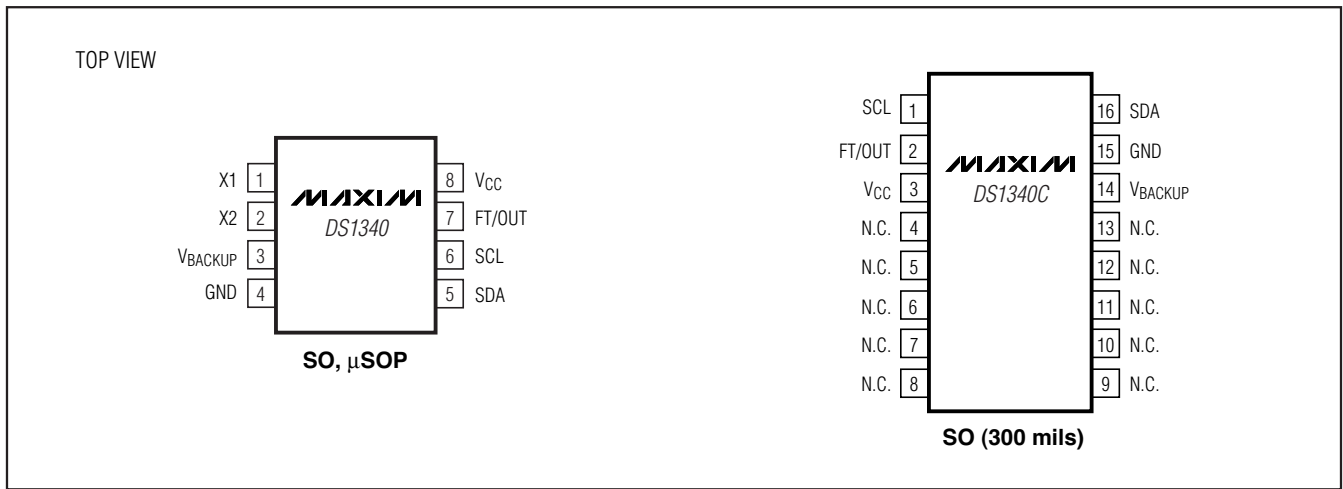 TOP VIEW
X1 1
X2 2
VBACKUP 3
GND 4
MAXIM
DS1340
8 VCC
7 FT/OUT
6 SCL
5 SDA
SO, µSOP
SCL 1
FT/OUT 2
VCC 3
N.C. 4
N.C. 5
N.C. 6
N.C. 7
N.C. 8
MAXIM
DS1340C
16 SDA
15 GND
14 VBACKUP
13 N.C.
12 N.C.
11 N.C.
10 N.C.
9 N.C.
SO (300 mils)